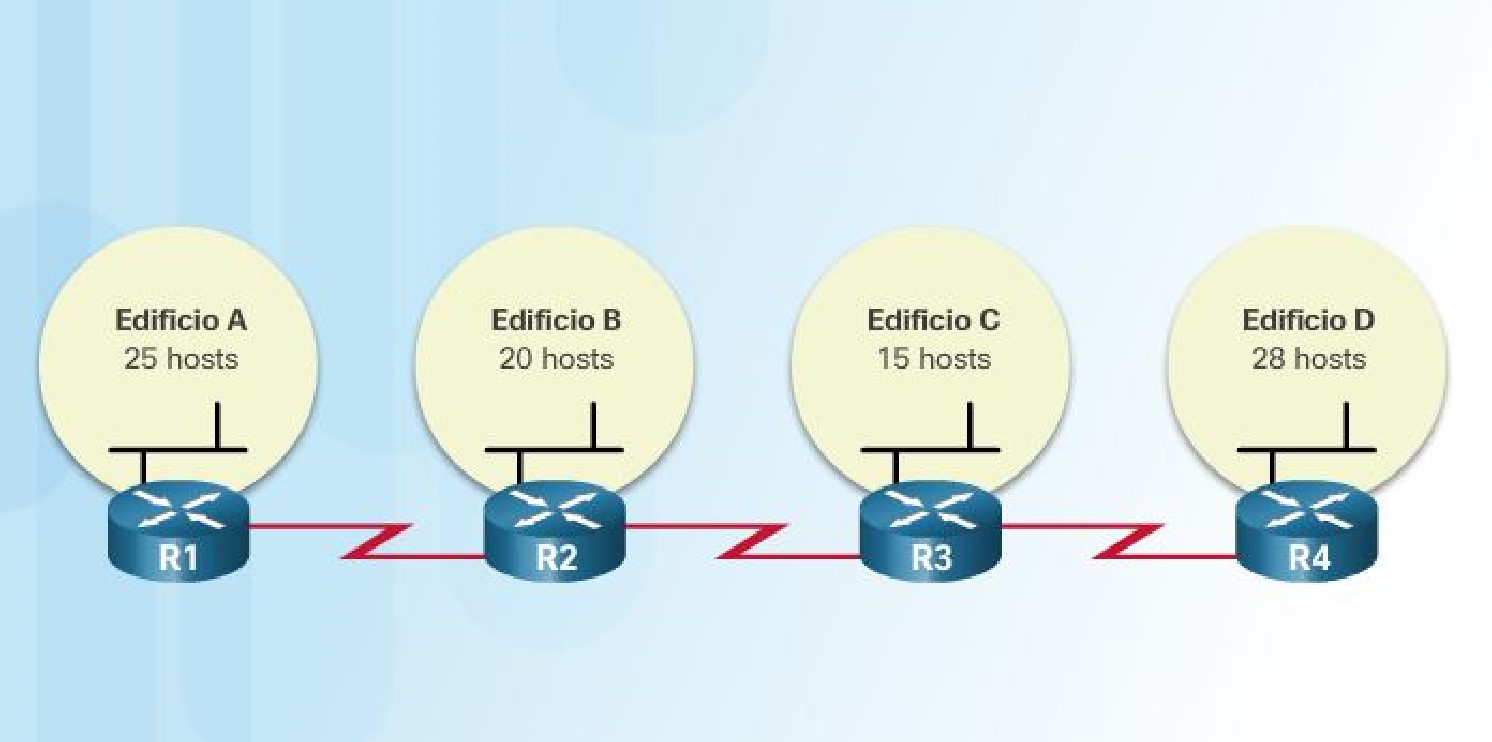 Edificio A
25 hosts
Edificio B
20 hosts
Edificio C
15 hosts
Edificio D
28 hosts
R1
R2
R3
R4